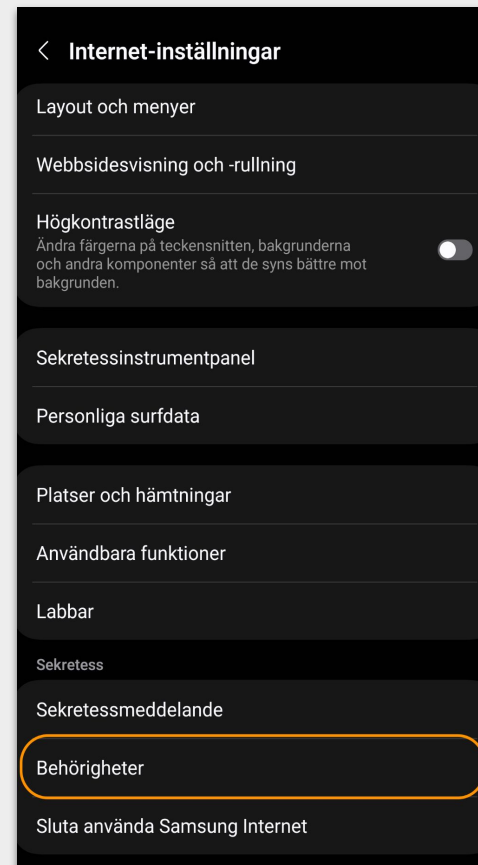 Internet-inställningar
Layout och menyer
Webbsidesvisning och -rullning
Högkontrastläge
Ändra färgerna på teckensnitten, bakgrunderna
och andra komponenter så att de syns bättre mot
bakgrunden.
Sekretessinstrumentpanel
Personliga surfdata
Platser och hämtningar
Användbara funktioner
Labbar
Sekretess
Sekretessmeddelande
Behörigheter
Sluta använda Samsung Internet